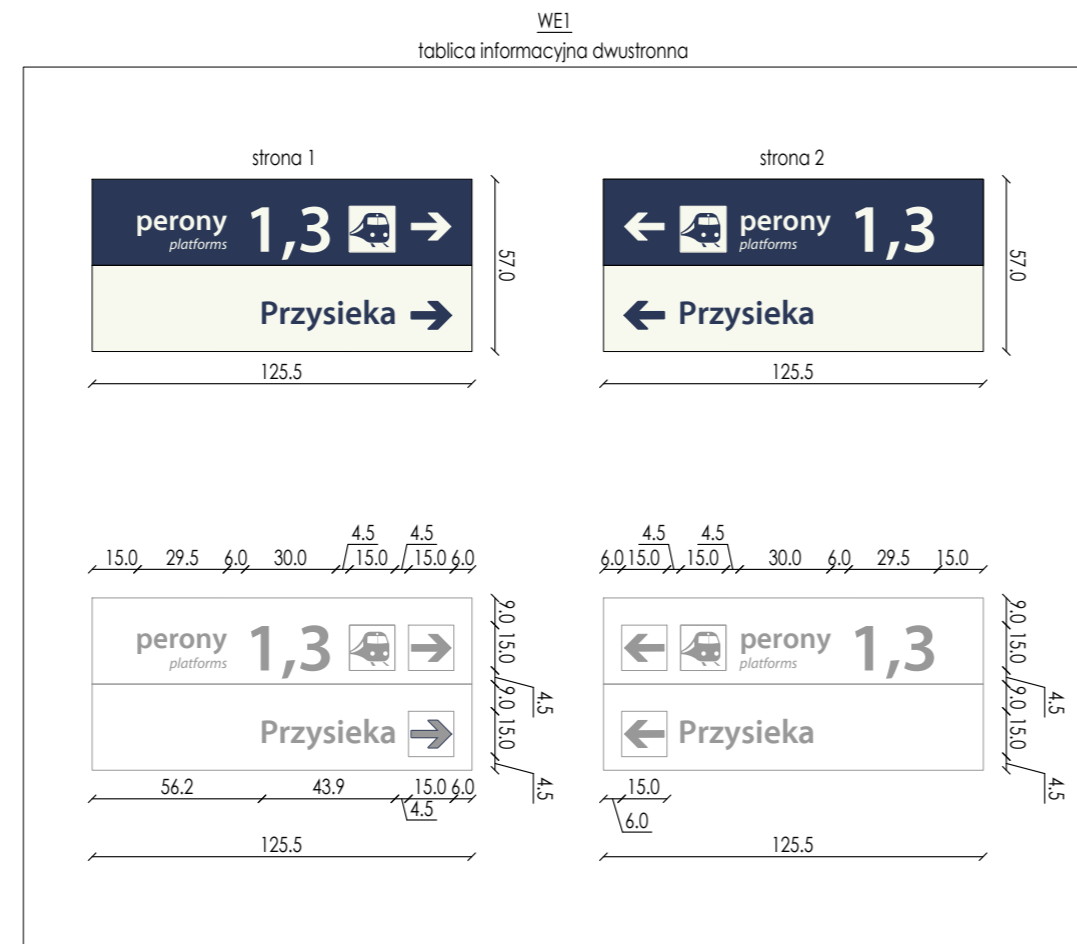 WE1
tablica informacyjna dwustronna
strona 1
strona 2
perony 1,3
platforms
Przysieka
57.0
125.5
perony 1,3
platforms
Przysieka
57.0
125.5
4.5 4.5
15.0 29.5 6.0 30.0 15.0 15.0 6.0
perony 1,3
platforms
Przysieka
9.0 15.0 4.5 9.0 15.0 4.5
56.2 43.9 15.0 6.0
4.5
125.5
4.5 4.5
6.0 15.0 15.0 30.0 6.0 29.5 15.0
perony 1,3
platforms
Przysieka
9.0 15.0 4.5 9.0 15.0 4.5
15.0
6.0
125.5